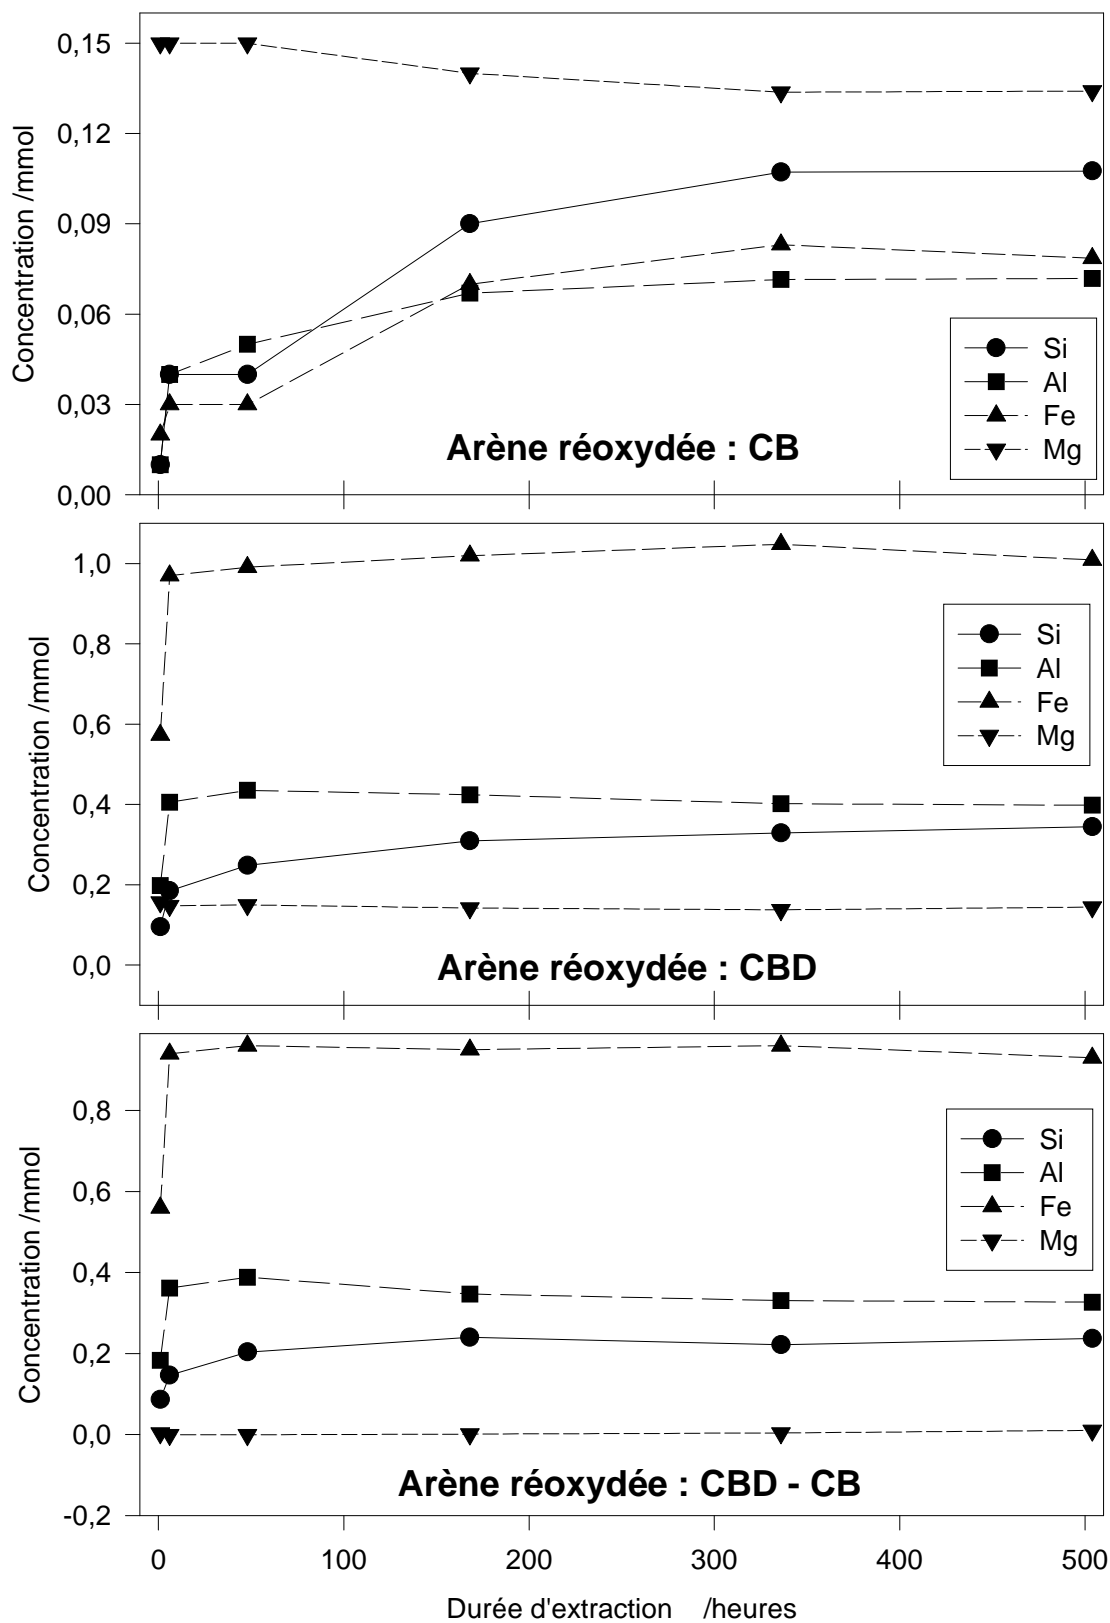 0,15
0,12
0,09
0,06
0,03
0,00
Concentration /mmol
Si
Al
Fe
Mg
Arène réoxydée : CB
1,0
0,8
0,6
0,4
0,2
0,0
Concentration /mmol
Si
Al
Fe
Mg
Arène réoxydée : CBD
0,8
0,6
0,4
0,2
0,0
-0,2
Concentration /mmol
Si
Al
Fe
Mg
Arène réoxydée : CBD - CB
0 100 200 300 400 500
Durée d'extraction /heures